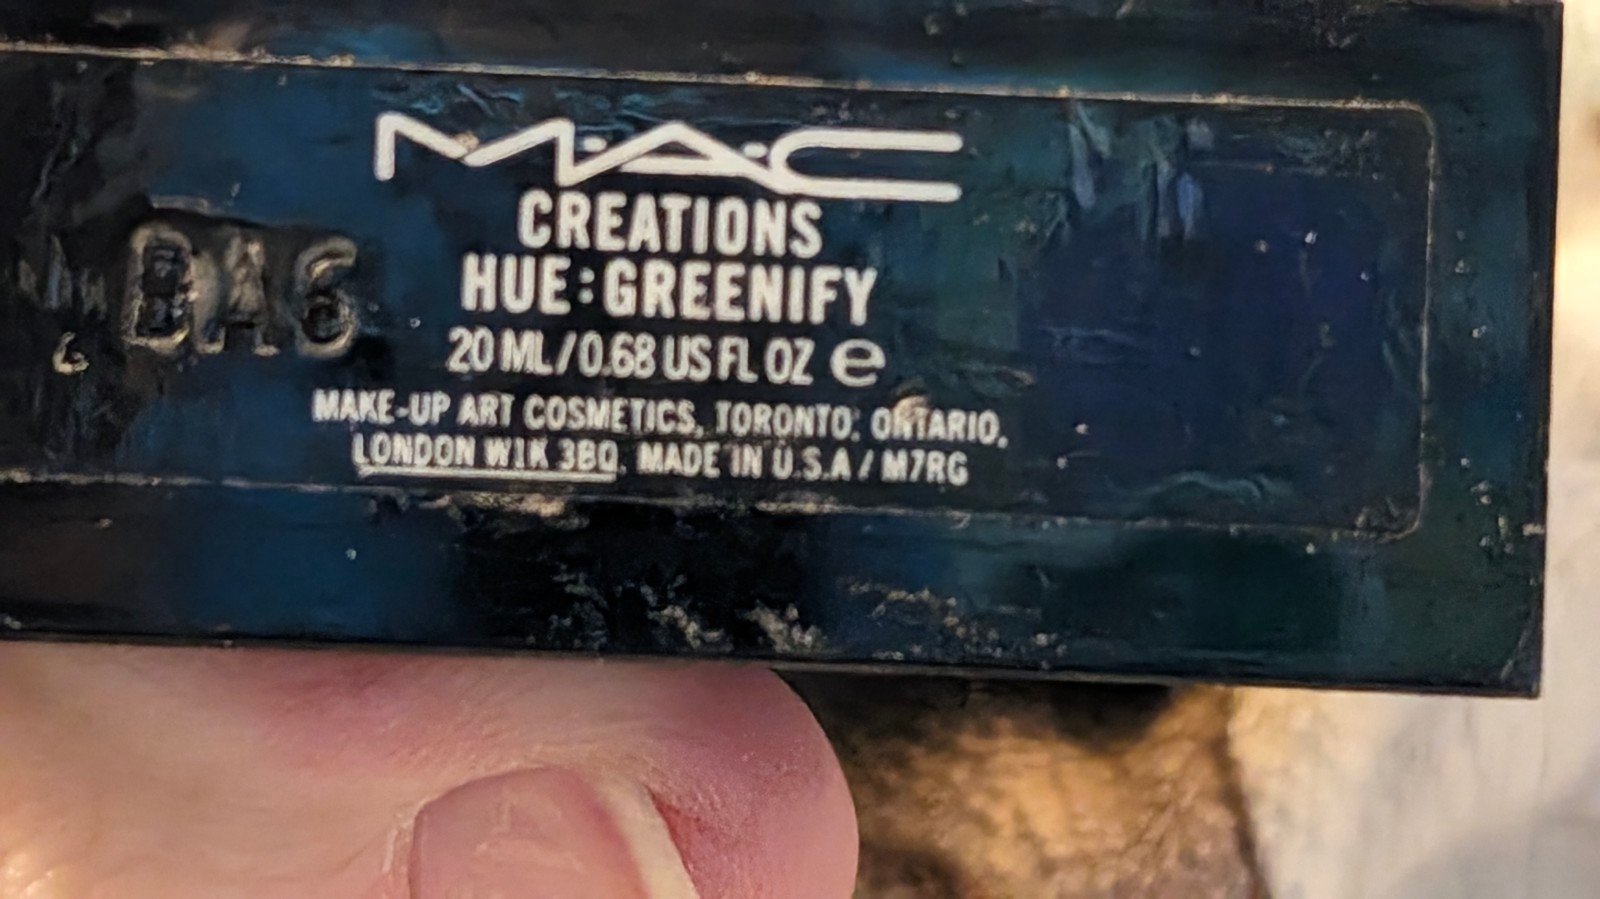 M·A·C
CREATIONS
HUE: GREENIFY
20 ML/0.68 US FL OZ e
MAKE-UP ART COSMETICS, TORONTO, ONTARIO,
LONDON W1K 3BQ, MADE IN U.S.A / M7RG